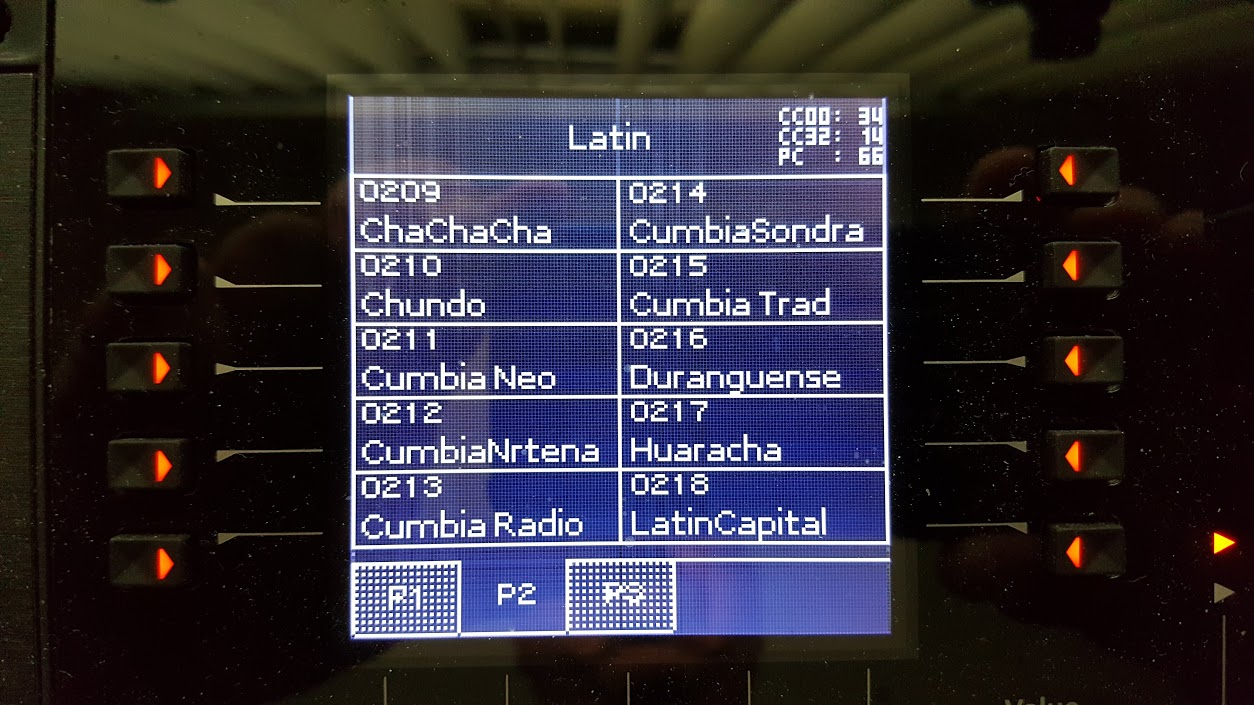 Latin
CC00: 34
CC32: 14
PC : 66
0209
ChaChaCha
0210
Chundo
0211
Cumbia Neo
0212
CumbiaNrtena
0213
Cumbia Radio
0214
CumbiaSondra
0215
Cumbia Trad
0216
Duranguense
0217
Huaracha
0218
LatinCapital
P1
P2
P3
Value